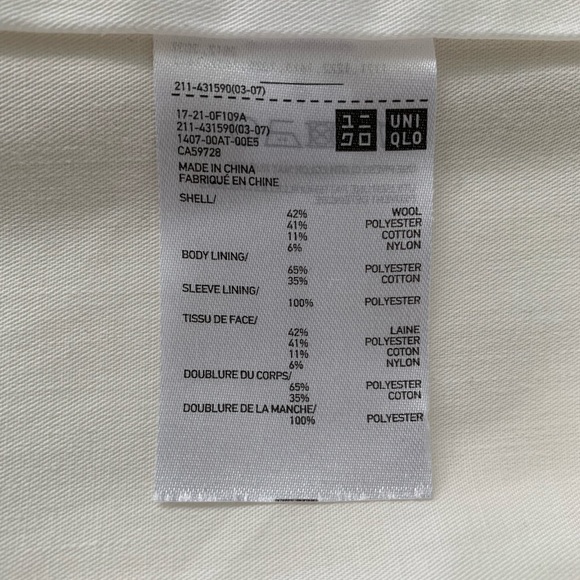 211-431590(03-07)
17-21-0F109A
211-431590(03-07)
1407-00AT-00E5
CA59728
ユニ
クロ
UNI
QLO
MADE IN CHINA
FABRIQUÉ EN CHINE
SHELL/
42% WOOL
41% POLYESTER
11% COTTON
6% NYLON
BODY LINING/
65% POLYESTER
35% COTTON
SLEEVE LINING/
100% POLYESTER
TISSU DE FACE/
42% LAINE
41% POLYESTER
11% COTON
6% NYLON
DOUBLURE DU CORPS/
65% POLYESTER
35% COTON
DOUBLURE DE LA MANCHE/
100% POLYESTER